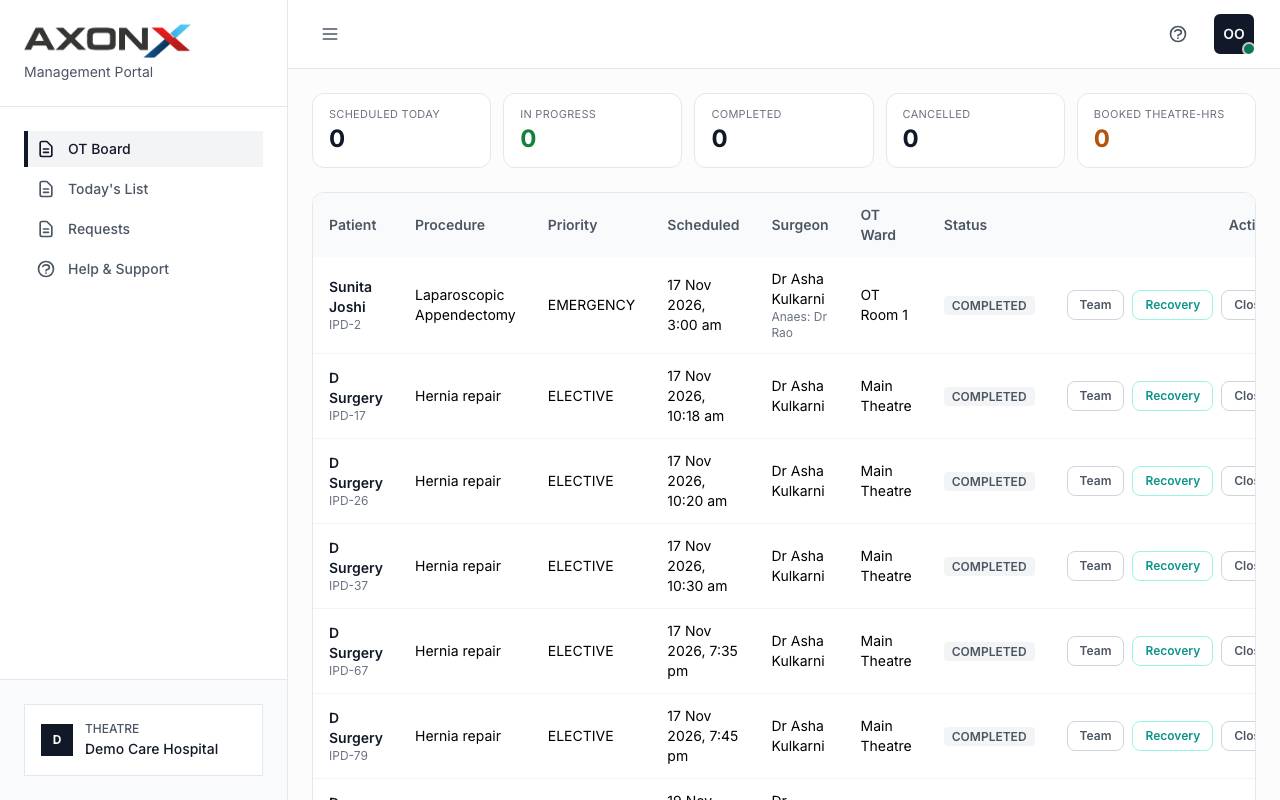 AXONX
Management Portal
OT Board
Today's List
Requests
Help & Support
THEATRE
D
Demo Care Hospital
OO
SCHEDULED TODAY
0
IN PROGRESS
0
COMPLETED
0
CANCELLED
0
BOOKED THEATRE-HRS
0
Patient Procedure Priority Scheduled Surgeon OT Ward Status Acti
Sunita Joshi
IPD-2
Laparoscopic Appendectomy
EMERGENCY
17 Nov 2026, 3:00 am
Dr Asha Kulkarni
Anaes: Dr Rao
OT Room 1
COMPLETED
Team Recovery Clos
D Surgery
IPD-17
Hernia repair
ELECTIVE
17 Nov 2026, 10:18 am
Dr Asha Kulkarni
Main Theatre
COMPLETED
Team Recovery Clos
D Surgery
IPD-26
Hernia repair
ELECTIVE
17 Nov 2026, 10:20 am
Dr Asha Kulkarni
Main Theatre
COMPLETED
Team Recovery Clos
D Surgery
IPD-37
Hernia repair
ELECTIVE
17 Nov 2026, 10:30 am
Dr Asha Kulkarni
Main Theatre
COMPLETED
Team Recovery Clos
D Surgery
IPD-67
Hernia repair
ELECTIVE
17 Nov 2026, 7:35 pm
Dr Asha Kulkarni
Main Theatre
COMPLETED
Team Recovery Clos
D Surgery
IPD-79
Hernia repair
ELECTIVE
17 Nov 2026, 7:45 pm
Dr Asha Kulkarni
Main Theatre
COMPLETED
Team Recovery Clos